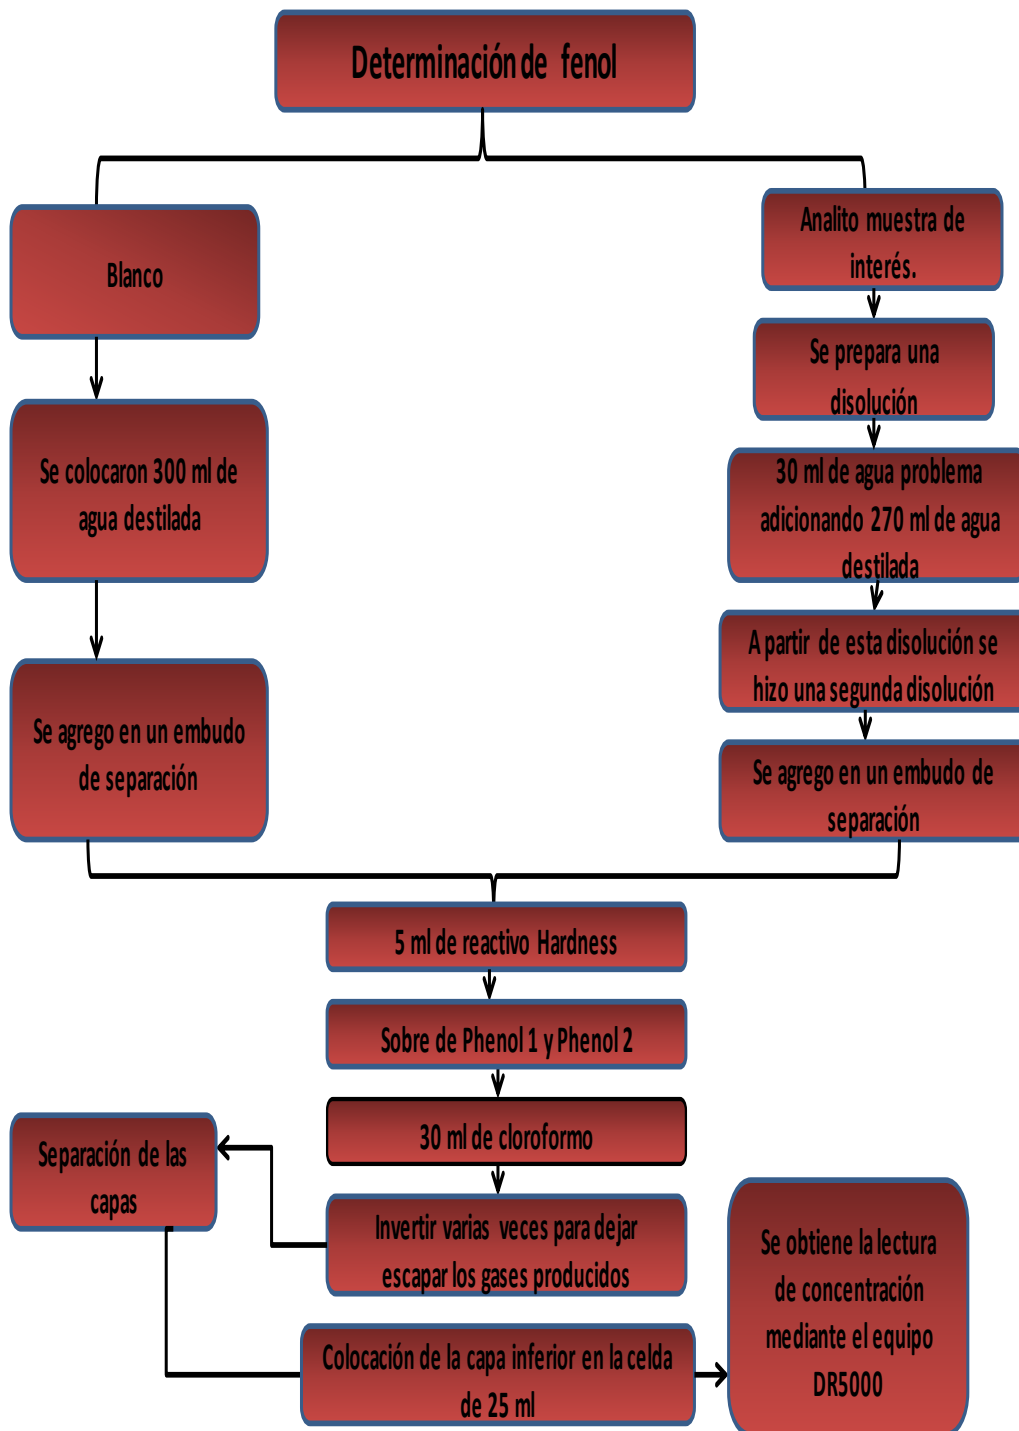 Determinación de fenol
Blanco
Se colocaron 300 ml de
agua destilada
Se agrego en un embudo
de separación
Analito muestra de
interés.
Se prepara una
disolución
30 ml de agua problema
adicionando 270 ml de agua
destilada
A partir de esta disolución se
hizo una segunda disolución
Se agrego en un embudo de
separación
5 ml de reactivo Hardness
Sobre de Phenol 1 y Phenol 2
30 ml de cloroformo
Invertir varias veces para dejar
escapar los gases producidos
Separación de las
capas
Colocación de la capa inferior en la celda
de 25 ml
Se obtiene la lectura
de concentración
mediante el equipo
DR5000